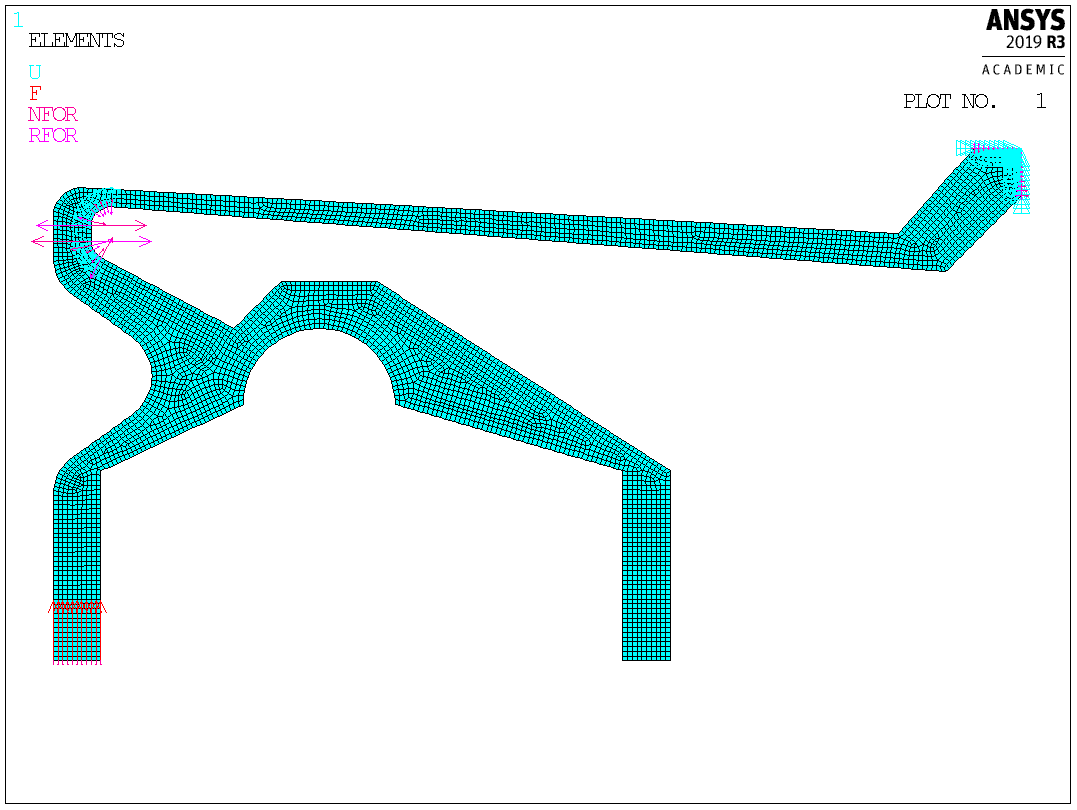 1
ELEMENTS
U
F
NFOR
RFOR
ANSYS
2019 R3
ACADEMIC
PLOT NO. 1